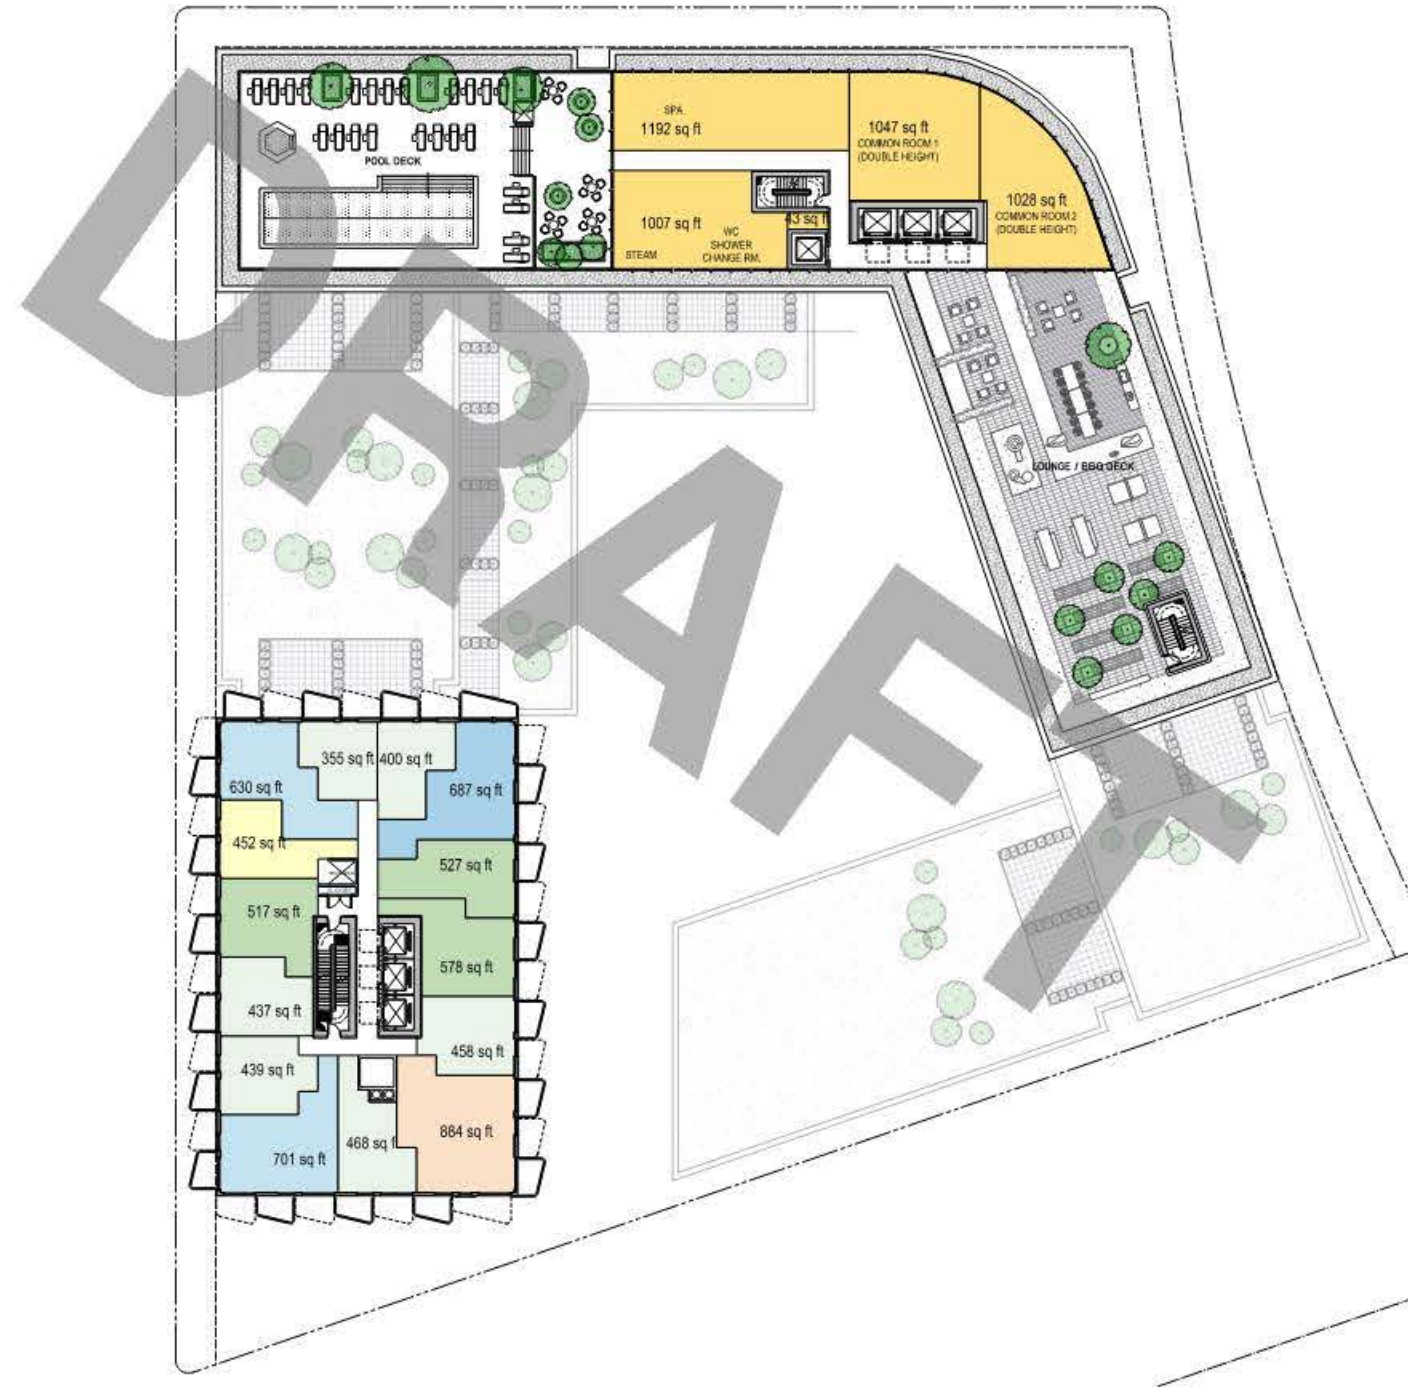 SPA
1192 sq ft
1047 sq ft
COMMON ROOM 1
(DOUBLE HEIGHT)
POOL DECK
1028 sq ft
COMMON ROOM 2
(DOUBLE HEIGHT)
1007 sq ft
43 sq ft
WC
SHOWER
CHANGE RM.
STEAM
LOUNGE / BBQ DECK
DRAFT
355 sq ft
400 sq ft
630 sq ft
687 sq ft
452 sq ft
527 sq ft
517 sq ft
578 sq ft
437 sq ft
458 sq ft
439 sq ft
468 sq ft
884 sq ft
701 sq ft